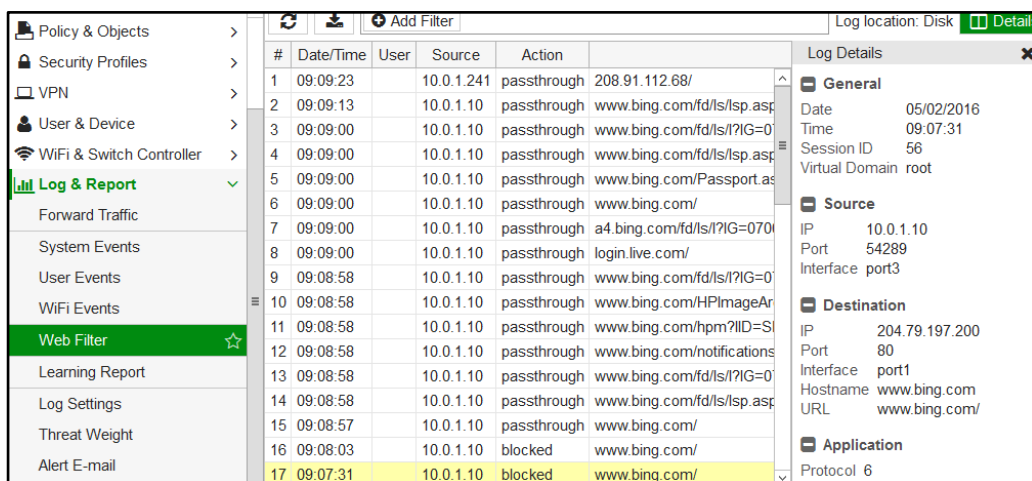 Policy & Objects
Security Profiles
VPN
User & Device
WiFi & Switch Controller
Log & Report
Forward Traffic
System Events
User Events
WiFi Events
Web Filter
Learning Report
Log Settings
Threat Weight
Alert E-mail
Add Filter
Log location: Disk Detail
# Date/Time User Source Action
1 09:09:23 10.0.1.241 passthrough 208.91.112.68/
2 09:09:13 10.0.1.10 passthrough www.bing.com/fd/ls/lsp.asp
3 09:09:00 10.0.1.10 passthrough www.bing.com/fd/ls/l?IG=0
4 09:09:00 10.0.1.10 passthrough www.bing.com/fd/ls/lsp.asp
5 09:09:00 10.0.1.10 passthrough www.bing.com/Passport.as
6 09:09:00 10.0.1.10 passthrough www.bing.com/
7 09:09:00 10.0.1.10 passthrough a4.bing.com/fd/ls/l?IG=070
8 09:09:00 10.0.1.10 passthrough login.live.com/
9 09:08:58 10.0.1.10 passthrough www.bing.com/fd/ls/l?IG=0
10 09:08:58 10.0.1.10 passthrough www.bing.com/HPImageAr
11 09:08:58 10.0.1.10 passthrough www.bing.com/hpm?IID=S
12 09:08:58 10.0.1.10 passthrough www.bing.com/notifications
13 09:08:58 10.0.1.10 passthrough www.bing.com/fd/ls/l?IG=0
14 09:08:58 10.0.1.10 passthrough www.bing.com/fd/ls/lsp.asp
15 09:08:57 10.0.1.10 passthrough www.bing.com/
16 09:08:03 10.0.1.10 blocked www.bing.com/
17 09:07:31 10.0.1.10 blocked www.bing.com/
Log Details
General
Date 05/02/2016
Time 09:07:31
Session ID 56
Virtual Domain root
Source
IP 10.0.1.10
Port 54289
Interface port3
Destination
IP 204.79.197.200
Port 80
Interface port1
Hostname www.bing.com
URL www.bing.com/
Application
Protocol 6